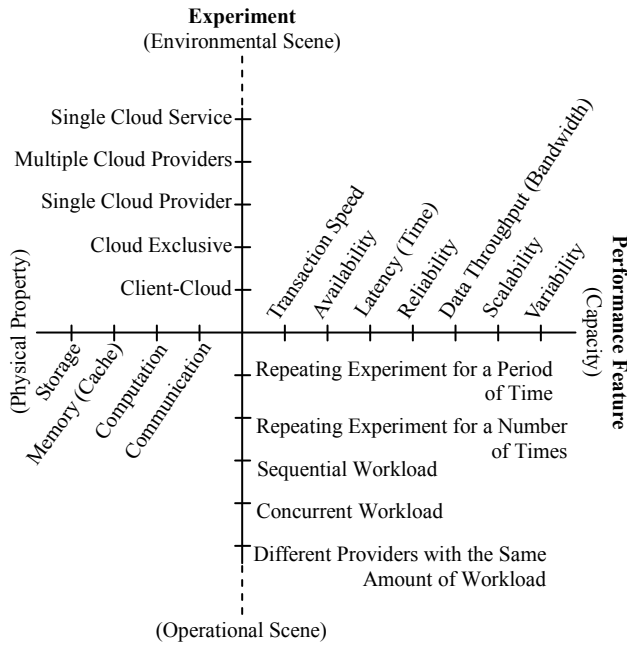 Experiment
(Environmental Scene)
Single Cloud Service
Multiple Cloud Providers
Single Cloud Provider
Cloud Exclusive
Client-Cloud
Transaction Speed
Availability
Latency (Time)
Reliability
Data Throughput (Bandwidth)
Scalability
Variability
Performance Feature
(Capacity)
(Physical Property)
Storage
Memory (Cache)
Computation
Communication
Repeating Experiment for a Period
of Time
Repeating Experiment for a Number
of Times
Sequential Workload
Concurrent Workload
Different Providers with the Same
Amount of Workload
(Operational Scene)